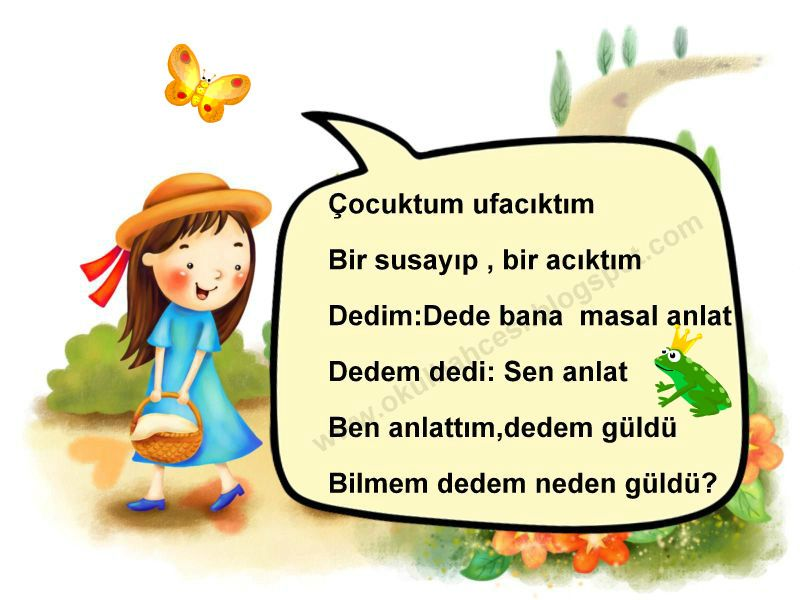 Çocuktum ufacıktım
Bir susayıp , bir acıktım
Dedim:Dede bana masal anlat
Dedem dedi: Sen anlat
Ben anlattım,dedem güldü
Bilmem dedem neden güldü?